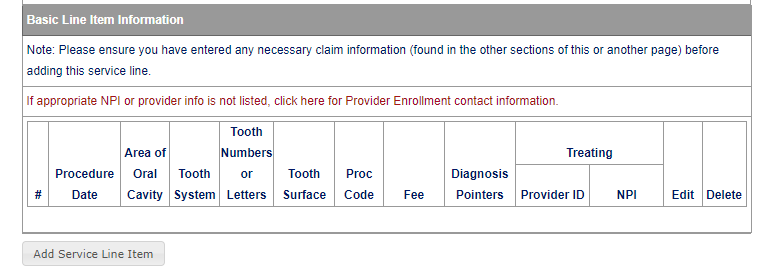 Basic Line Item Information
Note: Please ensure you have entered any necessary claim information (found in the other sections of this or another page) before
adding this service line.
If appropriate NPI or provider info is not listed, click here for Provider Enrollment contact information.
#
Procedure
Date
Area of
Oral
Cavity
Tooth
System
Tooth
Numbers
or
Letters
Tooth
Surface
Proc
Code
Fee
Diagnosis
Pointers
Treating
Provider ID
NPI
Edit
Delete
Add Service Line Item